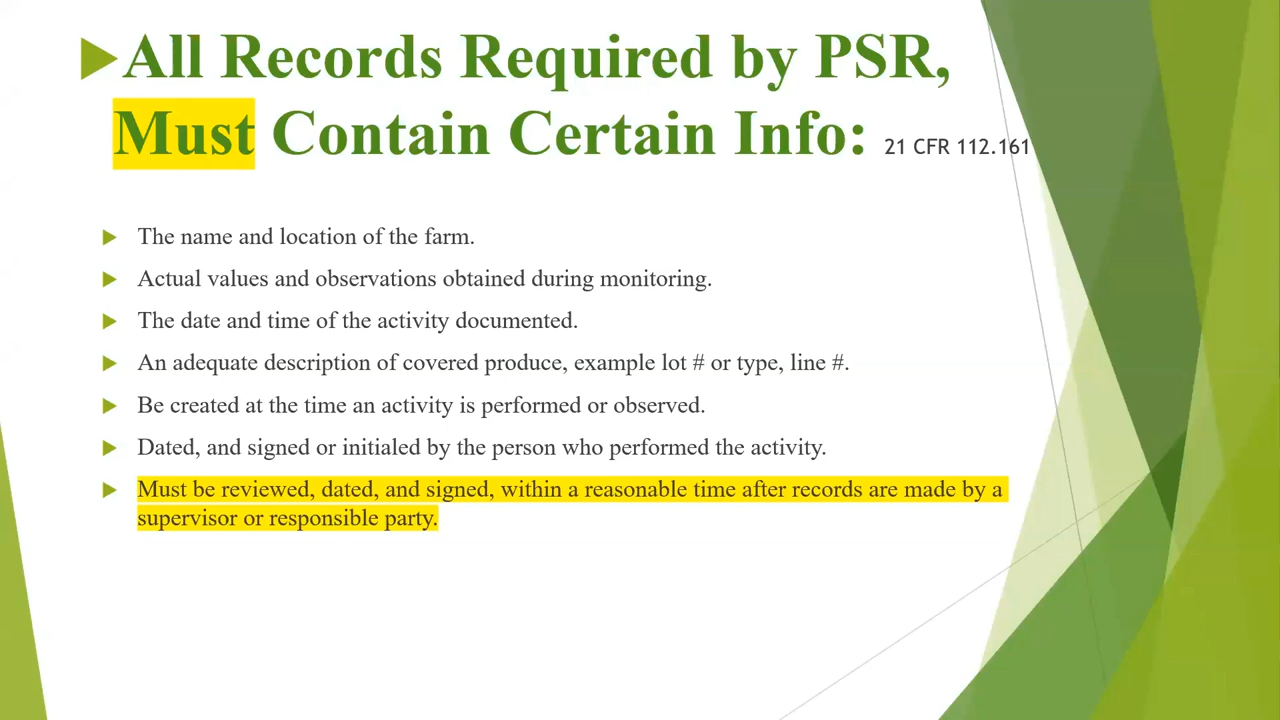 All Records Required by PSR,
Must Contain Certain Info: 21 CFR 112.161
The name and location of the farm.
Actual values and observations obtained during monitoring.
The date and time of the activity documented.
An adequate description of covered produce, example lot # or type, line #.
Be created at the time an activity is performed or observed.
Dated, and signed or initialed by the person who performed the activity.
Must be reviewed, dated, and signed, within a reasonable time after records are made by a
supervisor or responsible party.